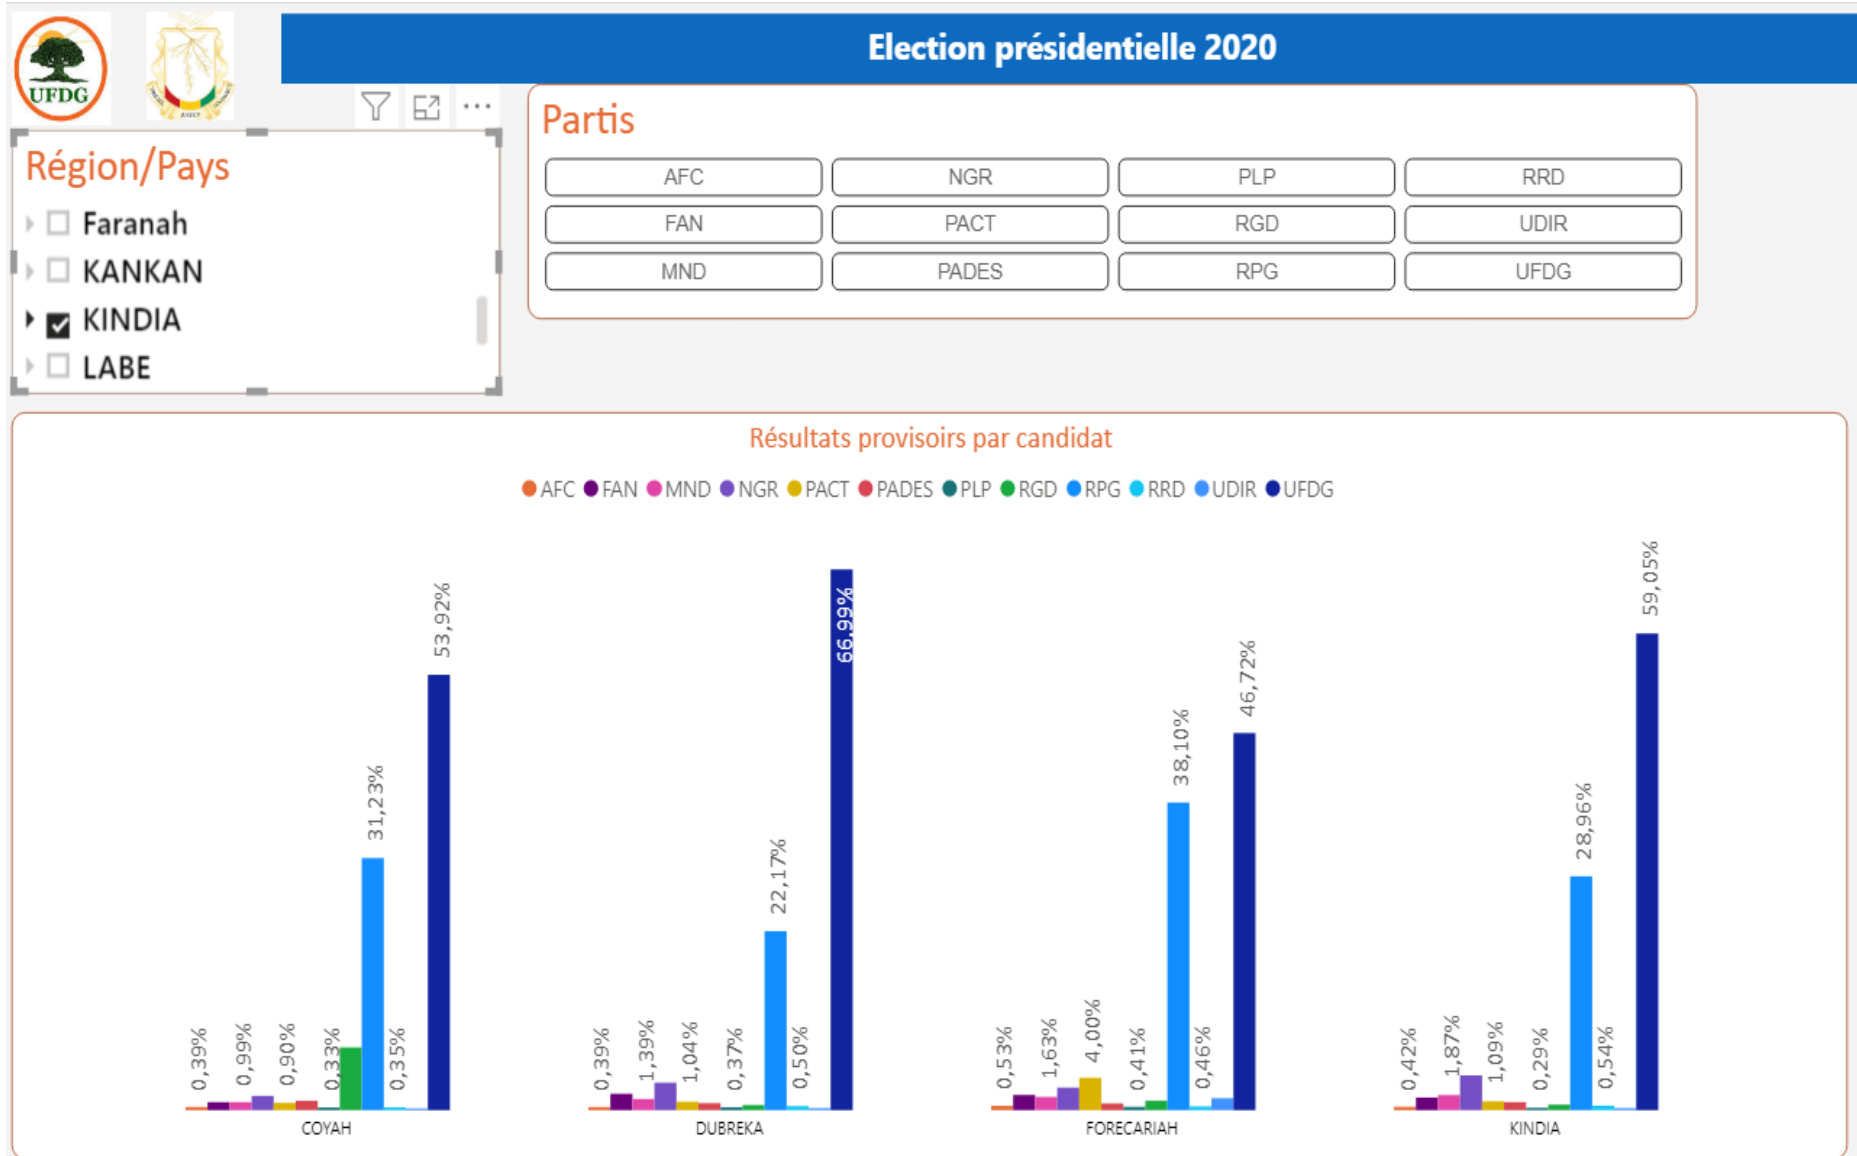 Election présidentielle 2020
UFDG
Région/Pays
Faranah
KANKAN
KINDIA
LABE
Partis
AFC NGR PLP RRD
FAN PACT RGD UDIR
MND PADES RPG UFDG
Résultats provisoirs par candidat
AFC FAN MND NGR PACT PADES PLP RGD RPG RRD UDIR UFDG
0,39% 0,99% 0,90% 0,33% 31,23% 0,35% 53,92%
0,39% 1,39% 1,04% 0,37% 22,17% 0,50% 66,99%
0,53% 1,63% 4,00% 0,41% 38,10% 0,46% 46,72%
0,42% 1,87% 1,09% 0,29% 28,96% 0,54% 59,05%
COYAH DUBREKA FORECARIAH KINDIA